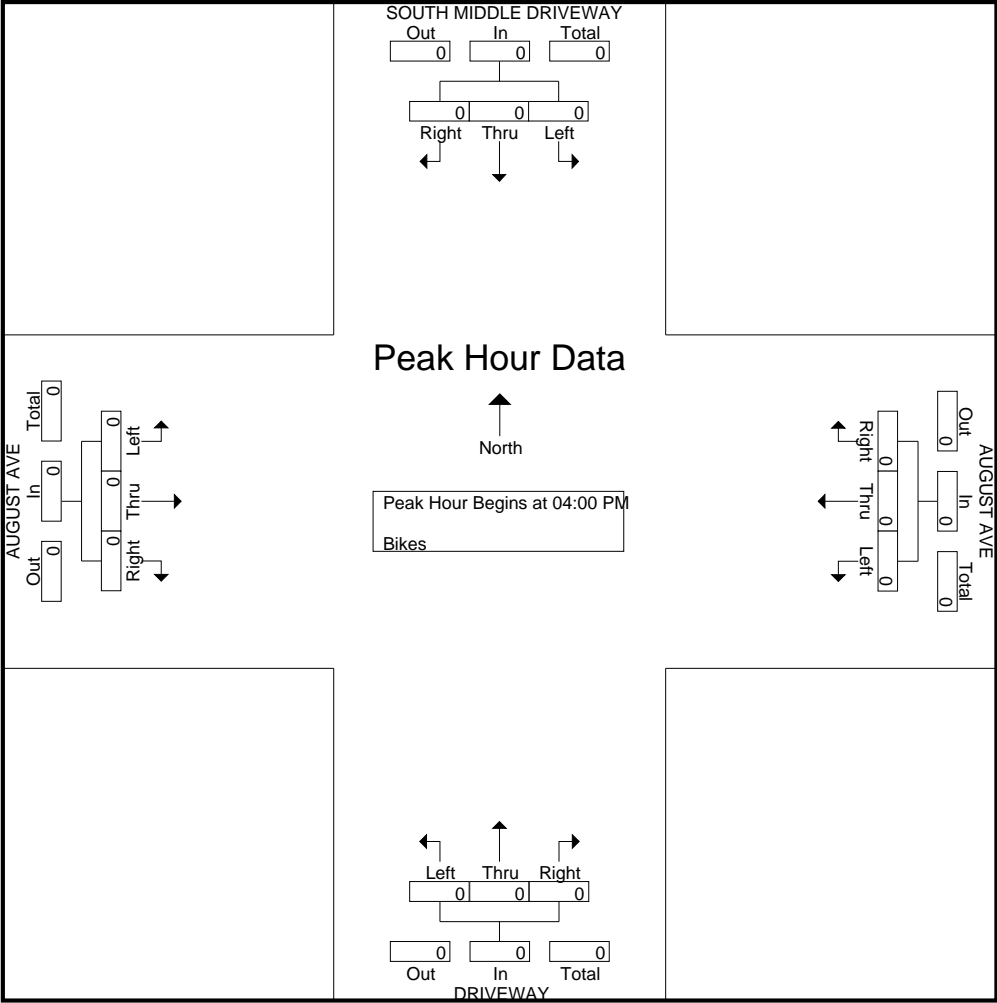 SOUTH MIDDLE DRIVEWAY
Out In Total
0 0 0
0 0 0
Right Thru Left
Peak Hour Data
North
Peak Hour Begins at 04:00 PM
Bikes
AUGUST AVE
Total In Out
0 0 0
0 0 0
Left Thru Right
AUGUST AVE
Out In Total
0 0 0
0 0 0
Right Thru Left
Left Thru Right
0 0 0
0 0 0
Out In Total
DRIVEWAY